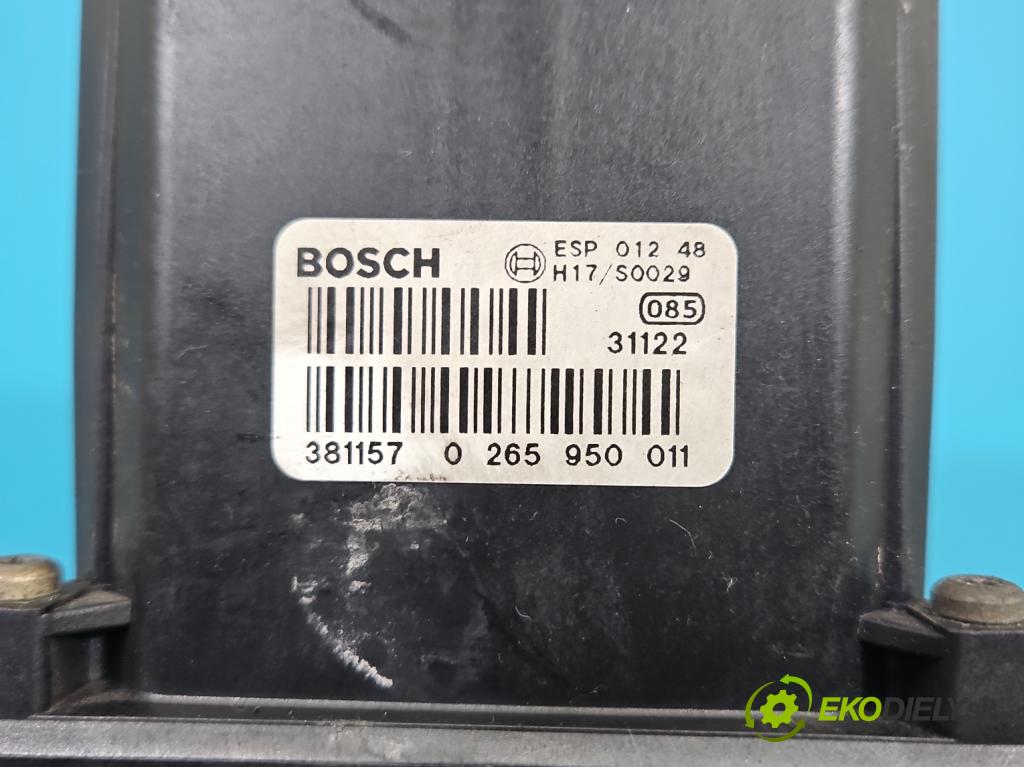 BOSCH ESP 012 48
H17/S0029
085
31122
381157 0 265 950 011
EKODIELY